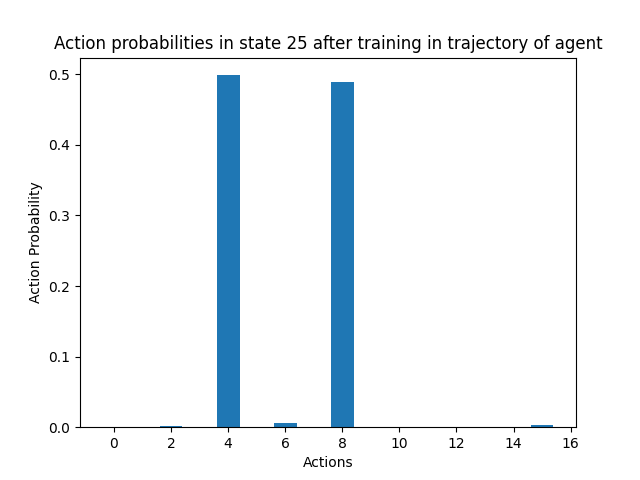 Action probabilities in state 25 after training in trajectory of agent
0.5
0.4
0.3
0.2
0.1
0.0
Action Probability
0 2 4 6 8 10 12 14 16
Actions